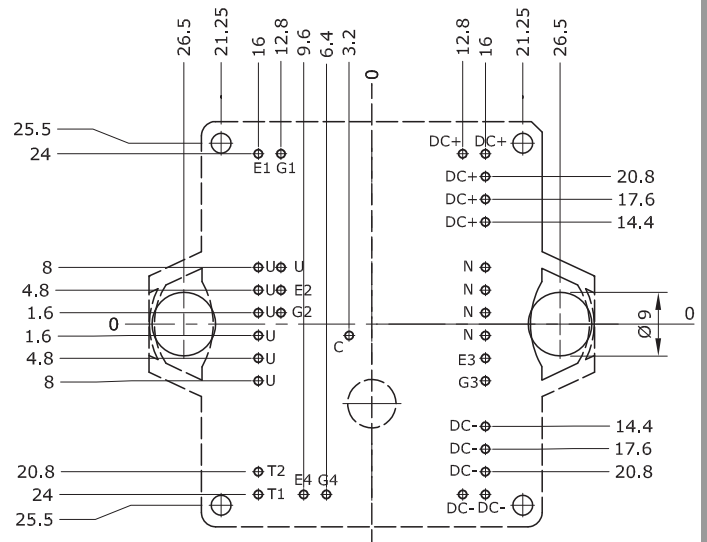 26.5 21.25 16 12.8 9.6 6.4 3.2 0 12.8 16 21.25 26.5
25.5
24
DC+ DC+
E1 G1
DC+ 20.8
DC+ 17.6
DC+ 14.4
8 U U N
4.8 U E2 N
1.6 U G2 N
0 0
1.6 U C N
4.8 U E3
8 U G3
Ø 9
DC- 14.4
DC- 17.6
20.8 T2 E4 G4 DC- 20.8
24 T1
DC- DC-
25.5